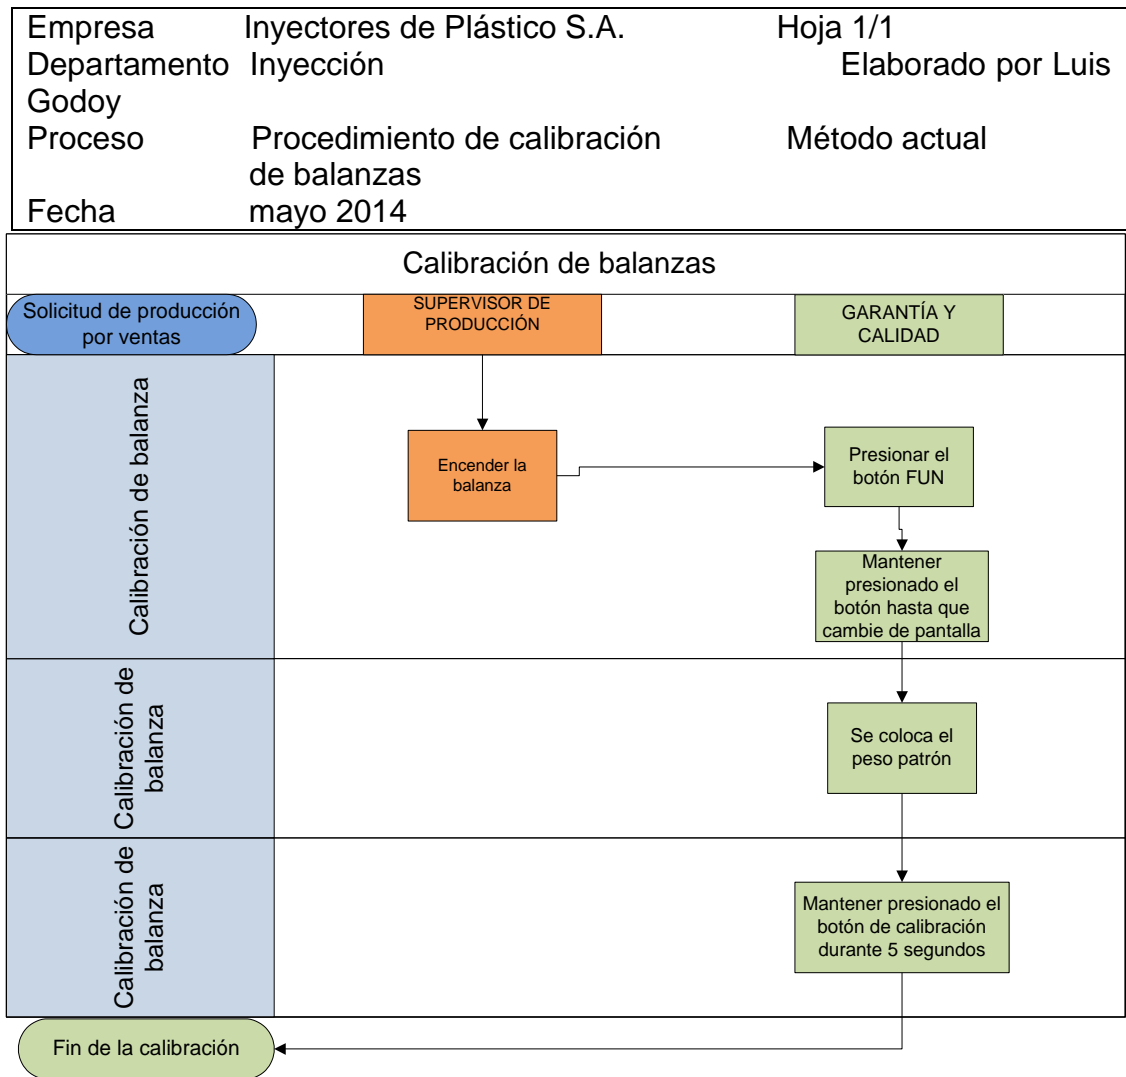 Empresa Inyectores de Plástico S.A. Hoja 1/1
Departamento Inyección Elaborado por Luis
Godoy
Proceso Procedimiento de calibración Método actual
de balanzas
Fecha mayo 2014
Calibración de balanzas
Solicitud de producción
por ventas
SUPERVISOR DE
PRODUCCIÓN
GARANTÍA Y
CALIDAD
Calibración de balanza
Encender la
balanza
Presionar el
botón FUN
Mantener
presionado el
botón hasta que
cambie de pantalla
Calibración de
balanza
Se coloca el
peso patrón
Calibración de
balanza
Mantener presionado el
botón de calibración
durante 5 segundos
Fin de la calibración